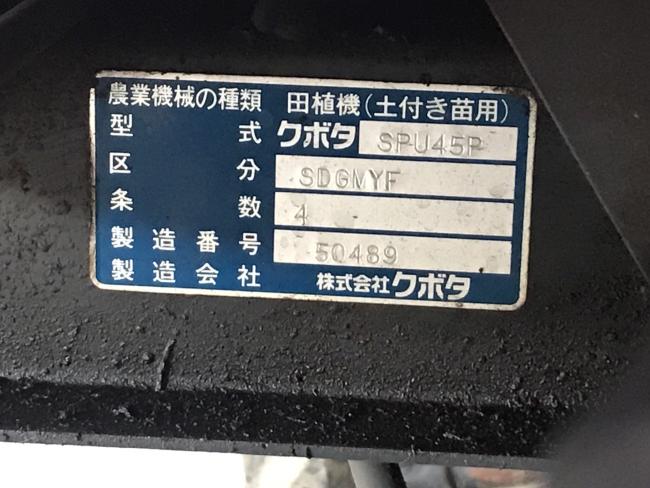 農業機械の種類 田植機(土付き苗用)
型式 クボタ SPU45P
区分 SDGMYF
条数 4 -
製造番号 50489
製造会社 株式会社クボタ